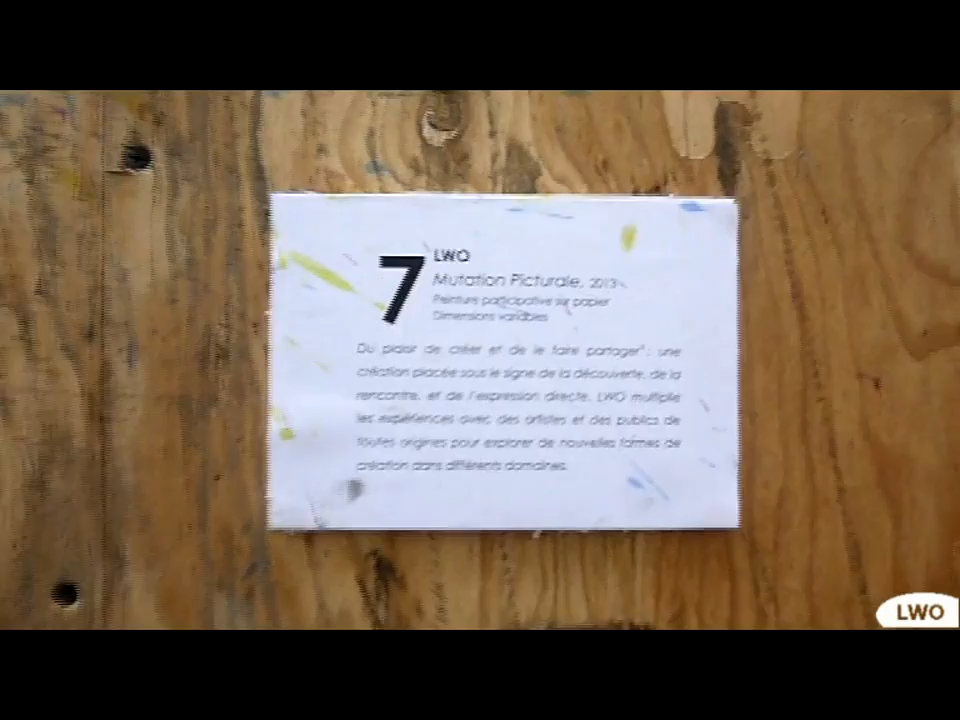 7
LWO
Mutation Picturale, 2013
Peinture participative sur papier
Dimensions variables
Du plaisir de créer et de le faire partager" : une
création placée sous le signe de la découverte, de la
rencontre, et de l'expression directe. LWO multiplie
les expériences avec des artistes et des publics de
toutes origines pour explorer de nouvelles formes de
création dans différents domaines.
LWO